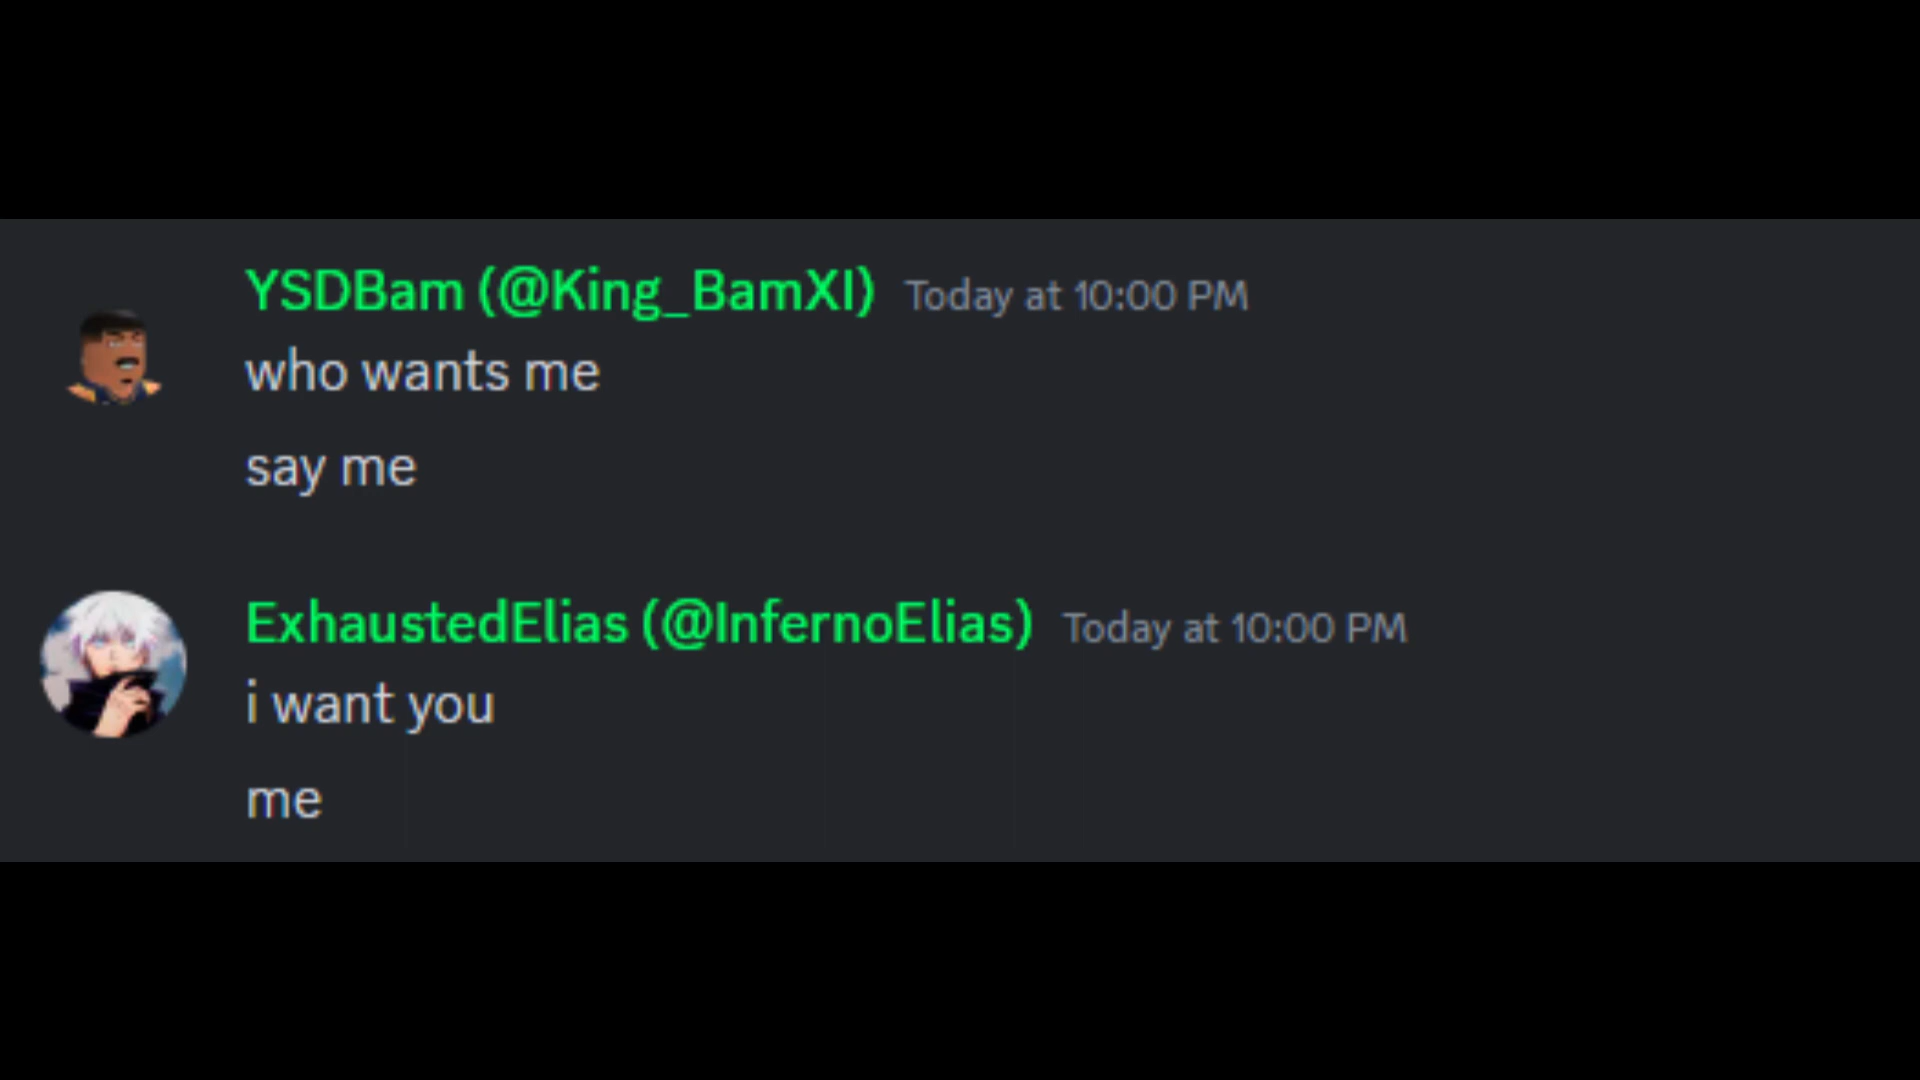 YSDBam (@King_BamXI) Today at 10:00 PM
who wants me
say me
ExhaustedElias (@InfernoElias) Today at 10:00 PM
i want you
me